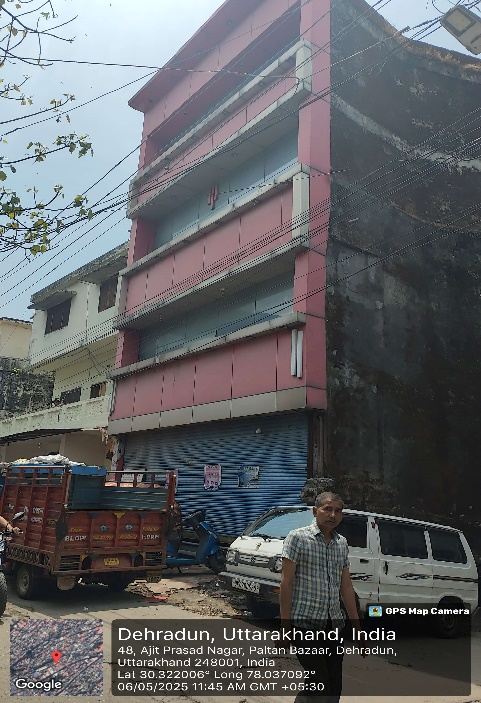 GPS Map Camera
Dehradun, Uttarakhand, India
48, Ajit Prasad Nagar, Paltan Bazaar, Dehradun,
Uttarakhand 248001, India
Lat 30.322006° Long 78.037092°
06/05/2025 11:45 AM GMT +05:30
Google